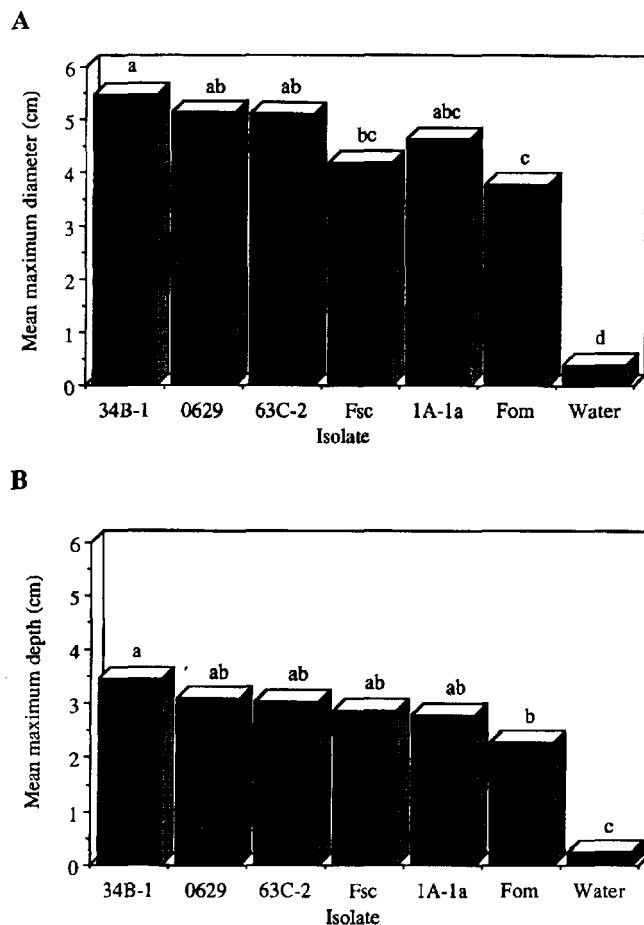 A
Mean maximum diameter (cm)
6
5
4
3
2
1
0
a
ab
ab
bc
abc
c
d
34B-1 0629 63C-2 Fsc 1A-1a Fom Water
Isolate
B
Mean maximum depth (cm)
6
5
4
3
2
1
0
a
ab
ab
ab
ab
b
c
34B-1 0629 63C-2 Fsc 1A-1a Fom Water
Isolate